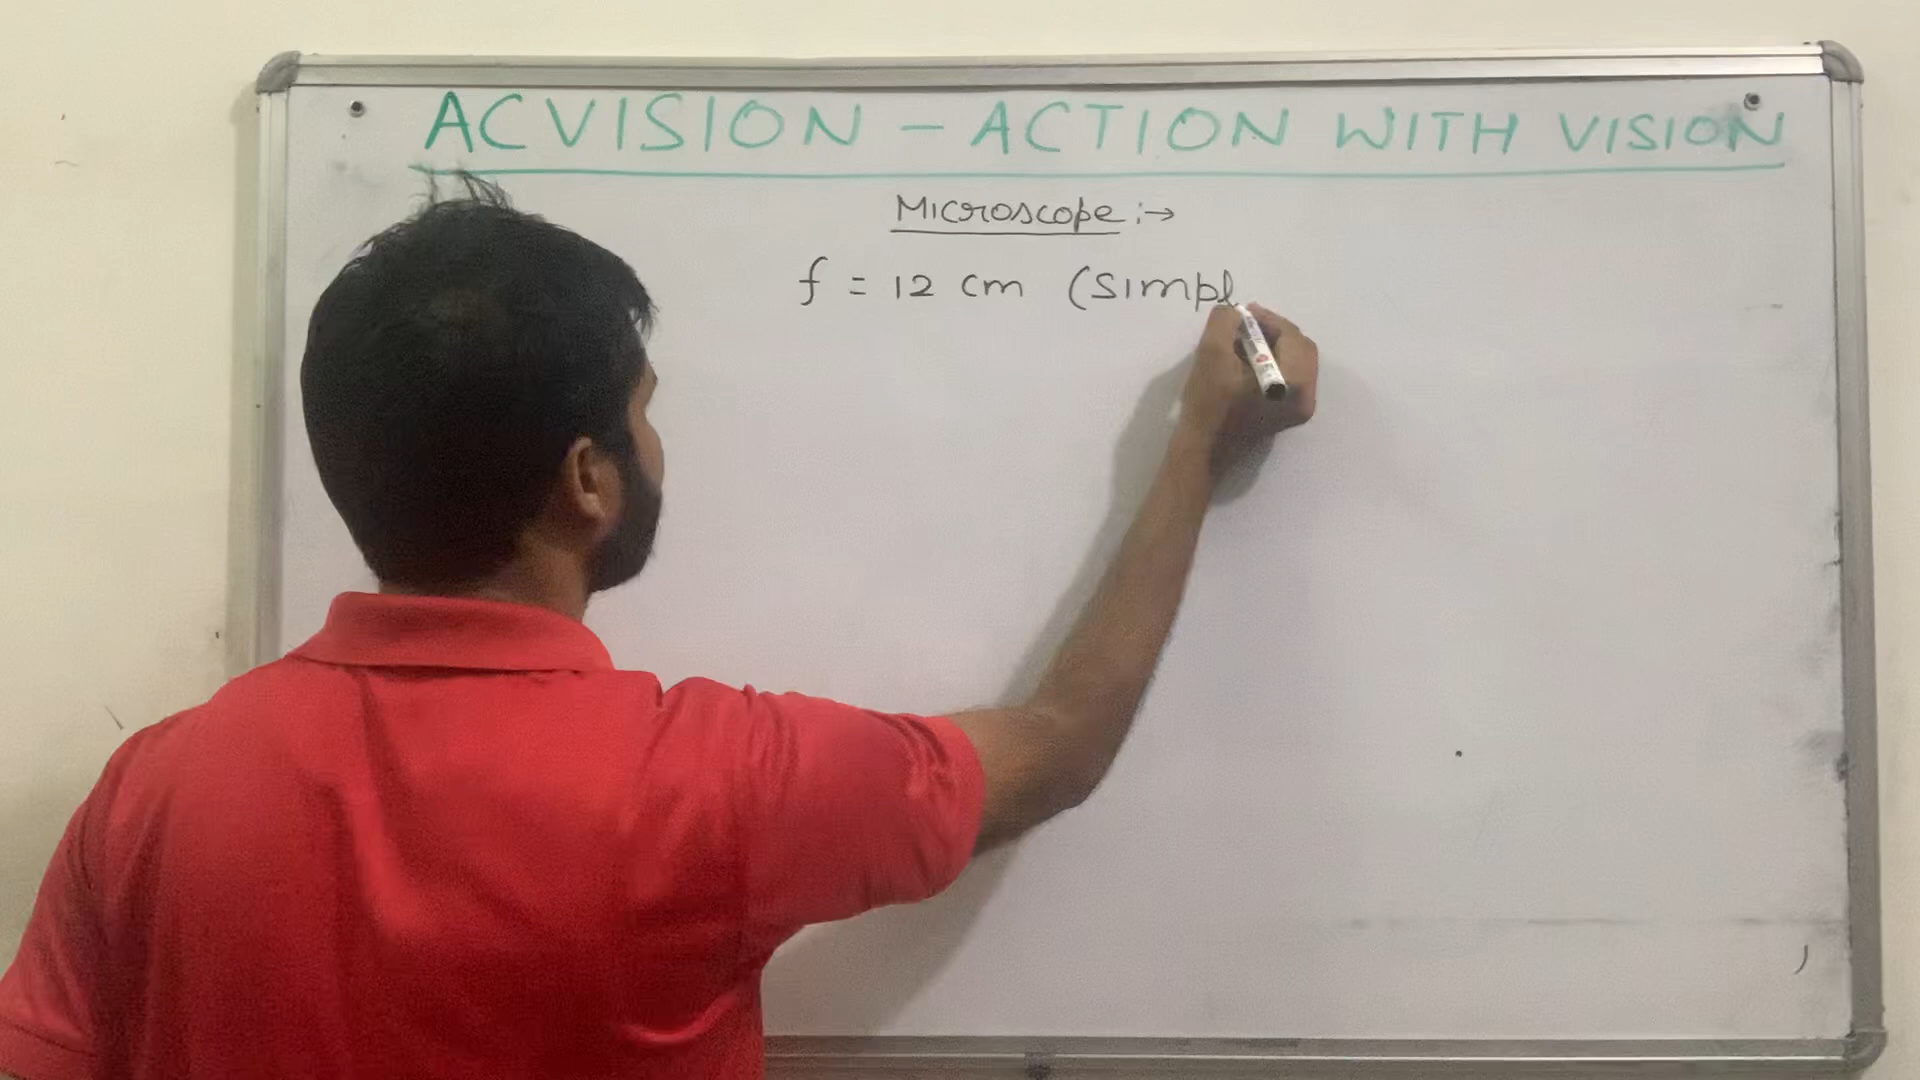 ACVISION - ACTION WITH VISION
Microscope :→
f = 12 cm (Simpl